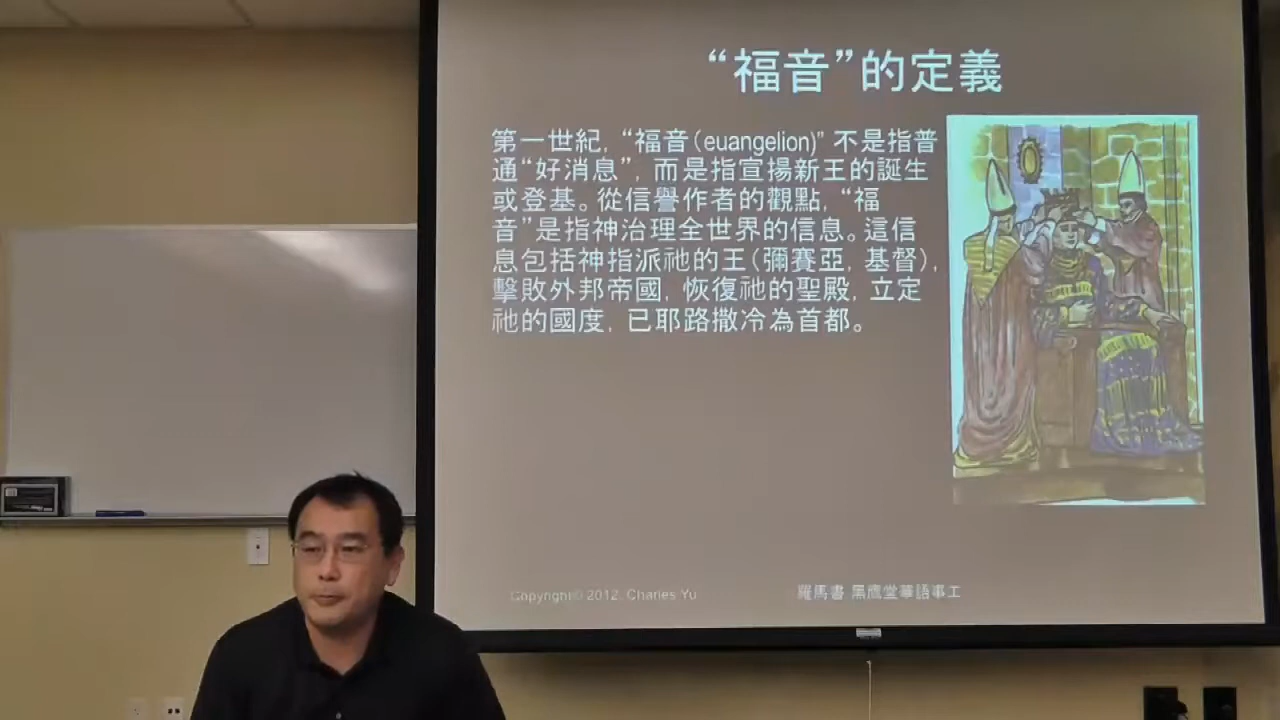 “福音”的定義
第一世紀，“福音（euangelion)” 不是指普
通“好消息”，而是指宣揚新王的誕生
或登基。從信譽作者的觀點，“福
音”是指神治理全世界的信息。這信
息包括神指派祂的王（彌賽亞，基督），
擊敗外邦帝國，恢復祂的聖殿，立定
祂的國度，已耶路撒冷為首都。
Copyright© 2012. Charles Yu
羅馬書 黑鷹堂華語事工